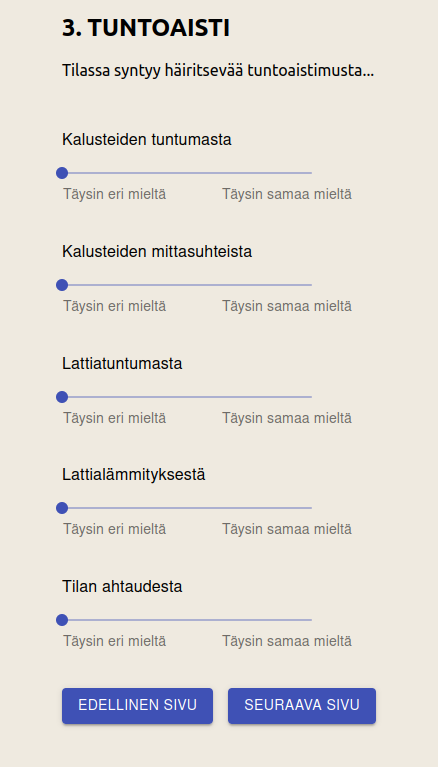 3. TUNTOAISTI
Tilassa syntyy häiritsevää tuntoaistimusta...
Kalusteiden tuntumasta
Täysin eri mieltä Täysin samaa mieltä
Kalusteiden mittasuhteista
Täysin eri mieltä Täysin samaa mieltä
Lattiatuntumasta
Täysin eri mieltä Täysin samaa mieltä
Lattialämmityksestä
Täysin eri mieltä Täysin samaa mieltä
Tilan ahtaudesta
Täysin eri mieltä Täysin samaa mieltä
EDELLINEN SIVU SEURAAVA SIVU